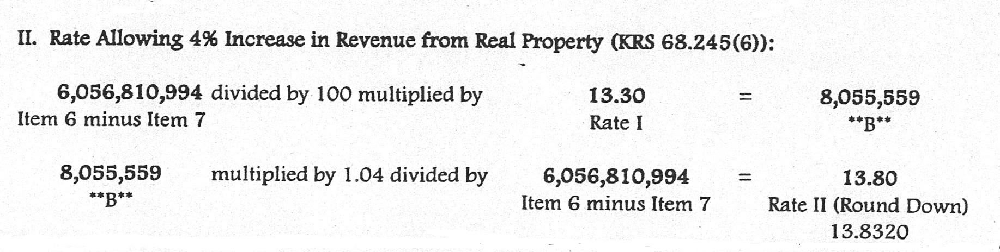 II. Rate Allowing 4% Increase in Revenue from Real Property (KRS 68.245(6)):
6,056,810,994 divided by 100 multiplied by 13.30 = 8,055,559
Item 6 minus Item 7 Rate I **B**
8,055,559 multiplied by 1.04 divided by 6,056,810,994 = 13.80
**B** Item 6 minus Item 7 Rate II (Round Down)
13.8320